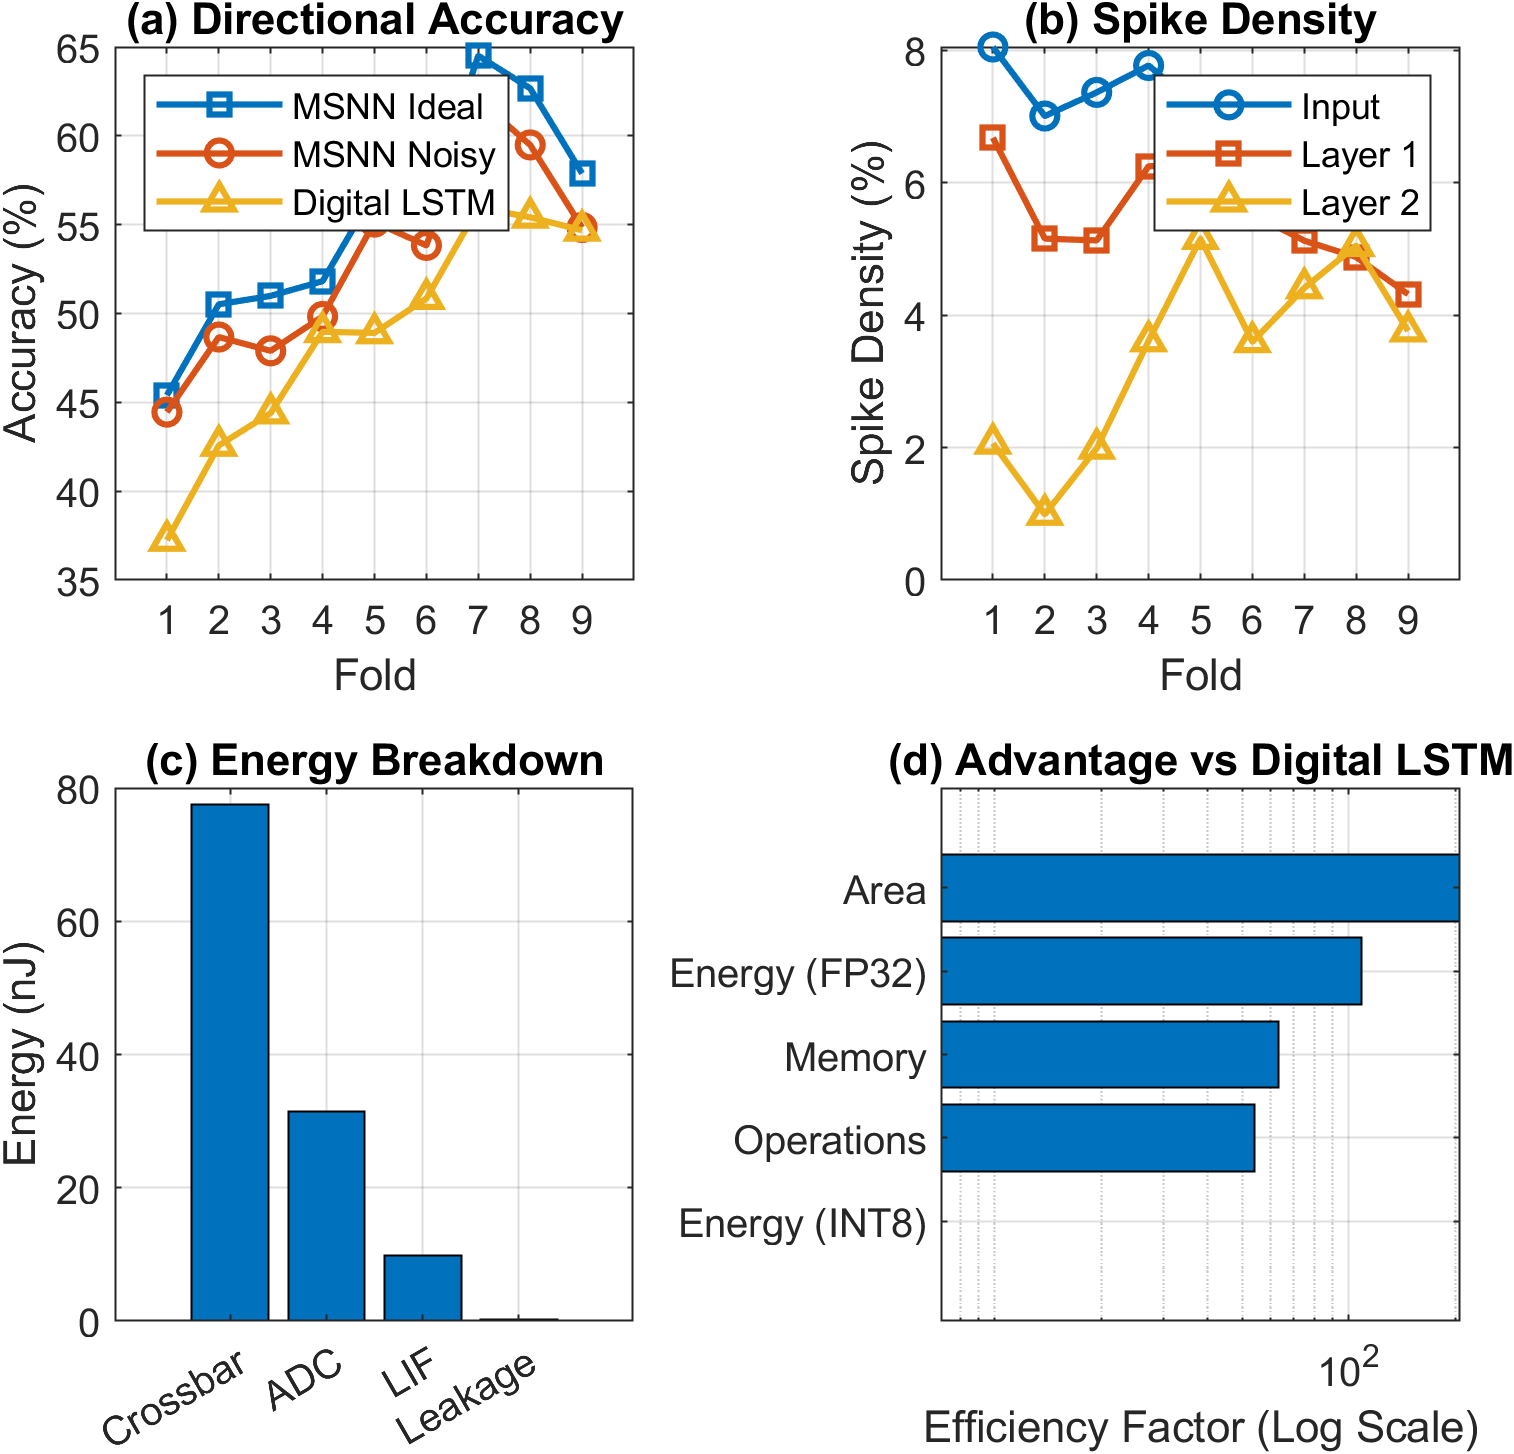 (a) Directional Accuracy
65
60
55
50
45
40
35
Accuracy (%)
MSNN Ideal
MSNN Noisy
Digital LSTM
1 2 3 4 5 6 7 8 9
Fold
(b) Spike Density
8
6
4
2
0
Spike Density (%)
Input
Layer 1
Layer 2
1 2 3 4 5 6 7 8 9
Fold
(c) Energy Breakdown
80
60
40
20
0
Energy (nJ)
Crossbar
ADC
LIF
Leakage
(d) Advantage vs Digital LSTM
Area
Energy (FP32)
Memory
Operations
Energy (INT8)
10²
Efficiency Factor (Log Scale)